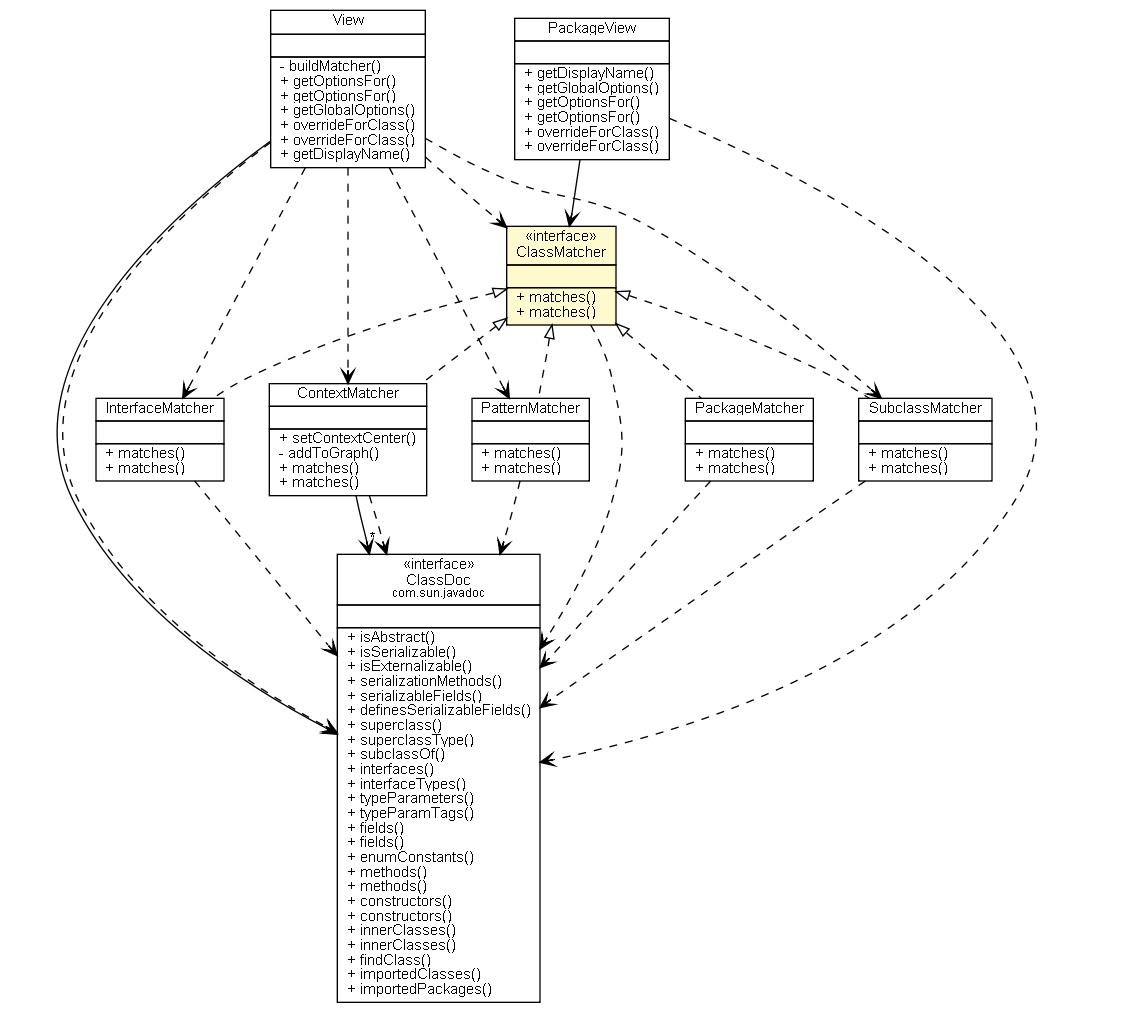 View
- buildMatcher()
+ getOptionsFor()
+ getOptionsFor()
+ getGlobalOptions()
+ overrideForClass()
+ overrideForClass()
+ getDisplayName()
PackageView
+ getDisplayName()
+ getGlobalOptions()
+ getOptionsFor()
+ getOptionsFor()
+ overrideForClass()
+ overrideForClass()
«interface»
ClassMatcher
+ matches()
+ matches()
InterfaceMatcher
+ matches()
+ matches()
ContextMatcher
+ setContextCenter()
- addToGraph()
+ matches()
+ matches()
PatternMatcher
+ matches()
+ matches()
PackageMatcher
+ matches()
+ matches()
SubclassMatcher
+ matches()
+ matches()
*
«interface»
ClassDoc
com.sun.javadoc
+ isAbstract()
+ isSerializable()
+ isExternalizable()
+ serializationMethods()
+ serializableFields()
+ definesSerializableFields()
+ superclass()
+ superclassType()
+ subclassOf()
+ interfaces()
+ interfaceTypes()
+ typeParameters()
+ typeParamTags()
+ fields()
+ fields()
+ enumConstants()
+ methods()
+ methods()
+ constructors()
+ constructors()
+ innerClasses()
+ innerClasses()
+ findClass()
+ importedClasses()
+ importedPackages()